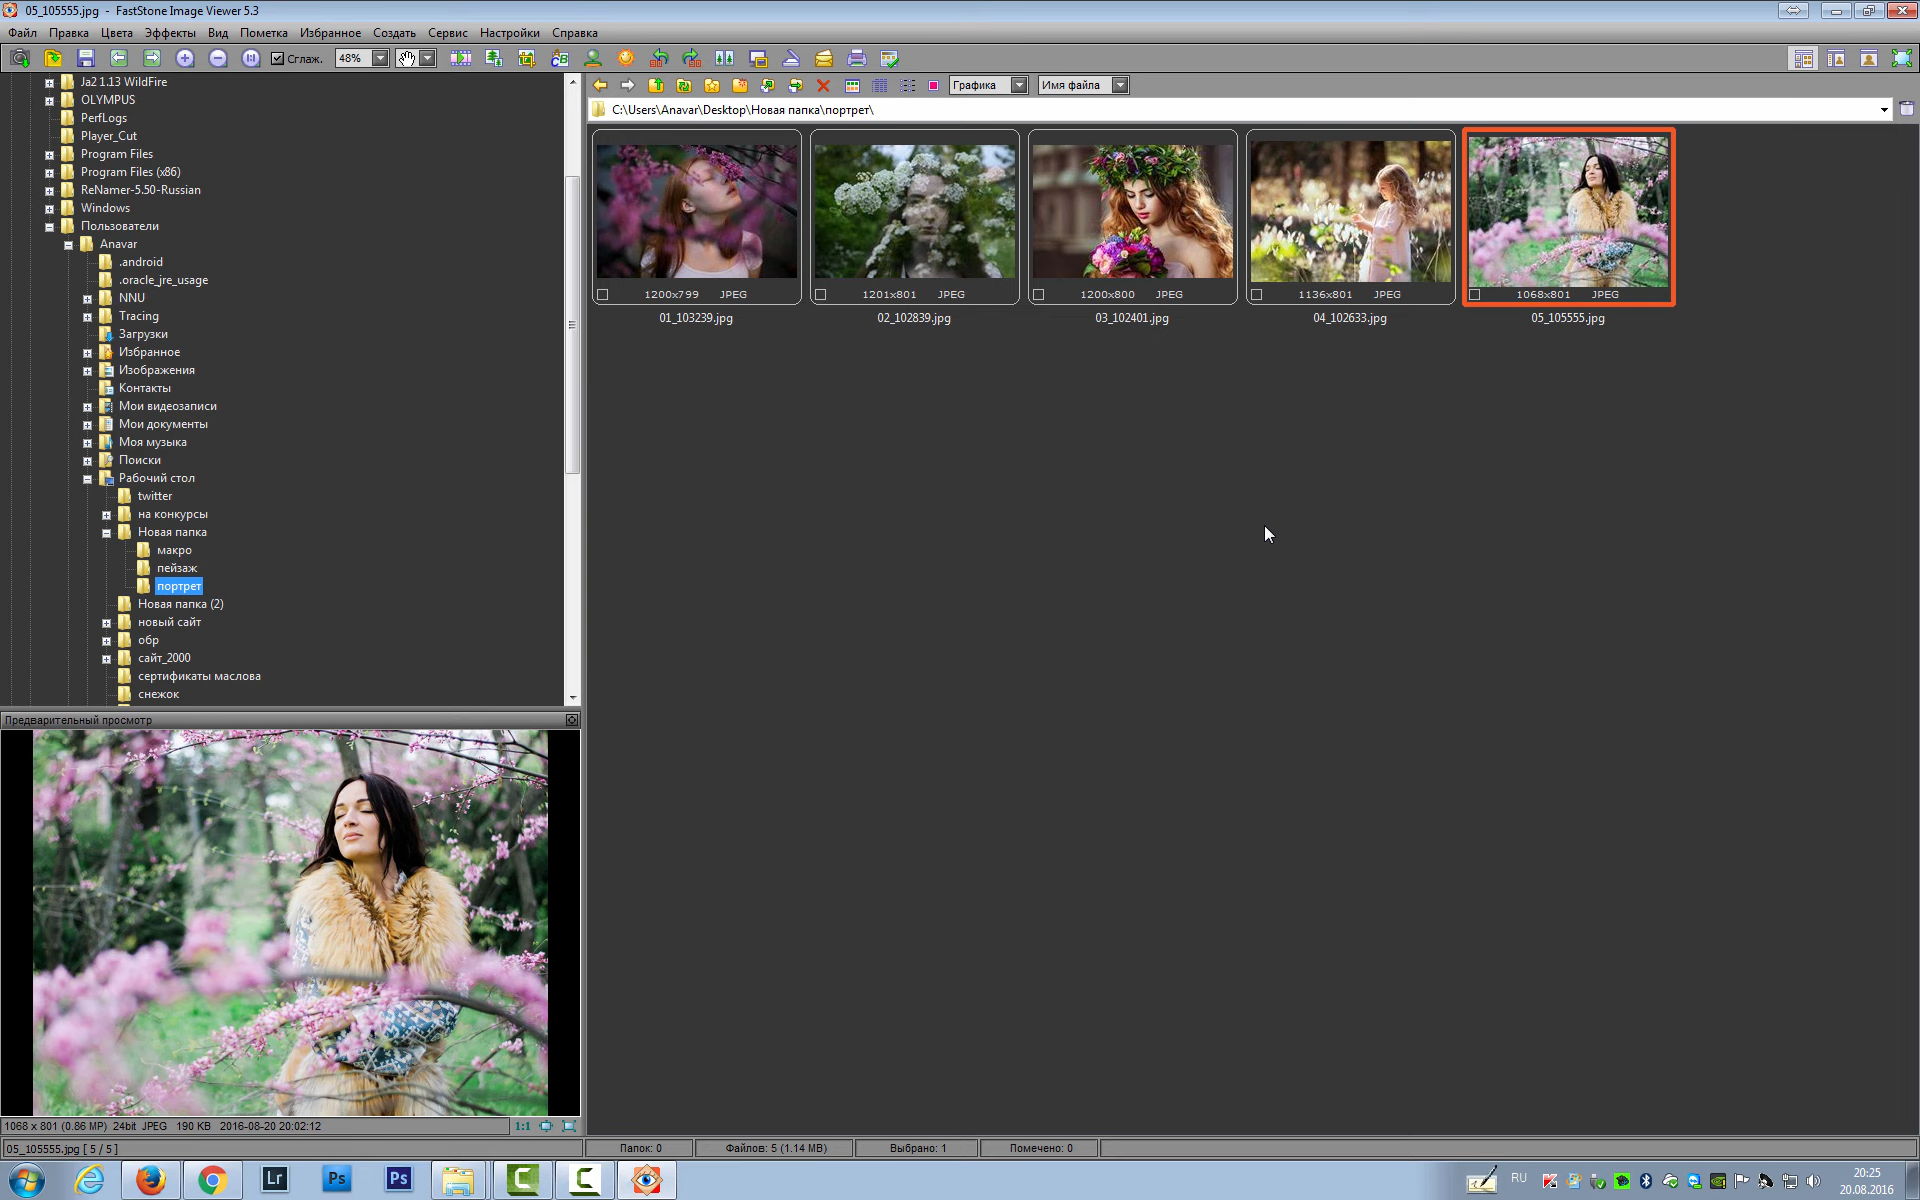 05_105555.jpg - FastStone Image Viewer 5.3
Файл Правка Цвета Эффекты Вид Пометка Избранное Создать Сервис Настройки Справка
Сглаж. 48%
Графика Имя файла
C:\Users\Anavar\Desktop\Новая папка\портрет\
Ja2 1.13 WildFire
OLYMPUS
PerfLogs
Player_Cut
Program Files
Program Files (x86)
ReNamer-5.50-Russian
Windows
Пользователи
Anavar
.android
.oracle_jre_usage
NNU
Tracing
Загрузки
Избранное
Изображения
Контакты
Мои видеозаписи
Мои документы
Моя музыка
Поиски
Рабочий стол
twitter
на конкурсы
Новая папка
макро
пейзаж
портрет
Новая папка (2)
новый сайт
обр
сайт_2000
сертификаты маслова
снежок
1200x799 JPEG
01_103239.jpg
1201x801 JPEG
02_102839.jpg
1200x800 JPEG
03_102401.jpg
1136x801 JPEG
04_102633.jpg
1068x801 JPEG
05_105555.jpg
Предварительный просмотр
1068 x 801 (0.86 MP) 24bit JPEG 190 KB 2016-08-20 20:02:12 1:1
05_105555.jpg [ 5 / 5 ]
Папок: 0
Файлов: 5 (1.14 MB)
Выбрано: 1
Помечено: 0
Lr Ps Ps
RU
20:25
20.08.2016